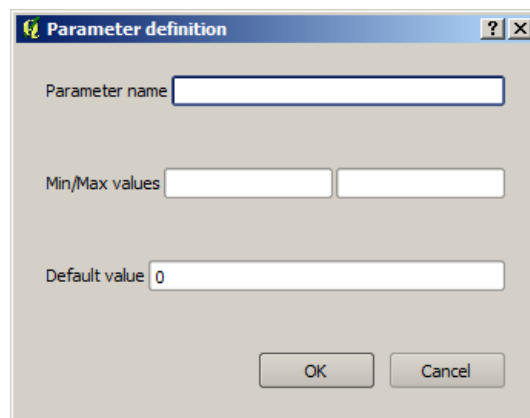 Parameter definition
Parameter name
Min/Max values
Default value 0
OK Cancel